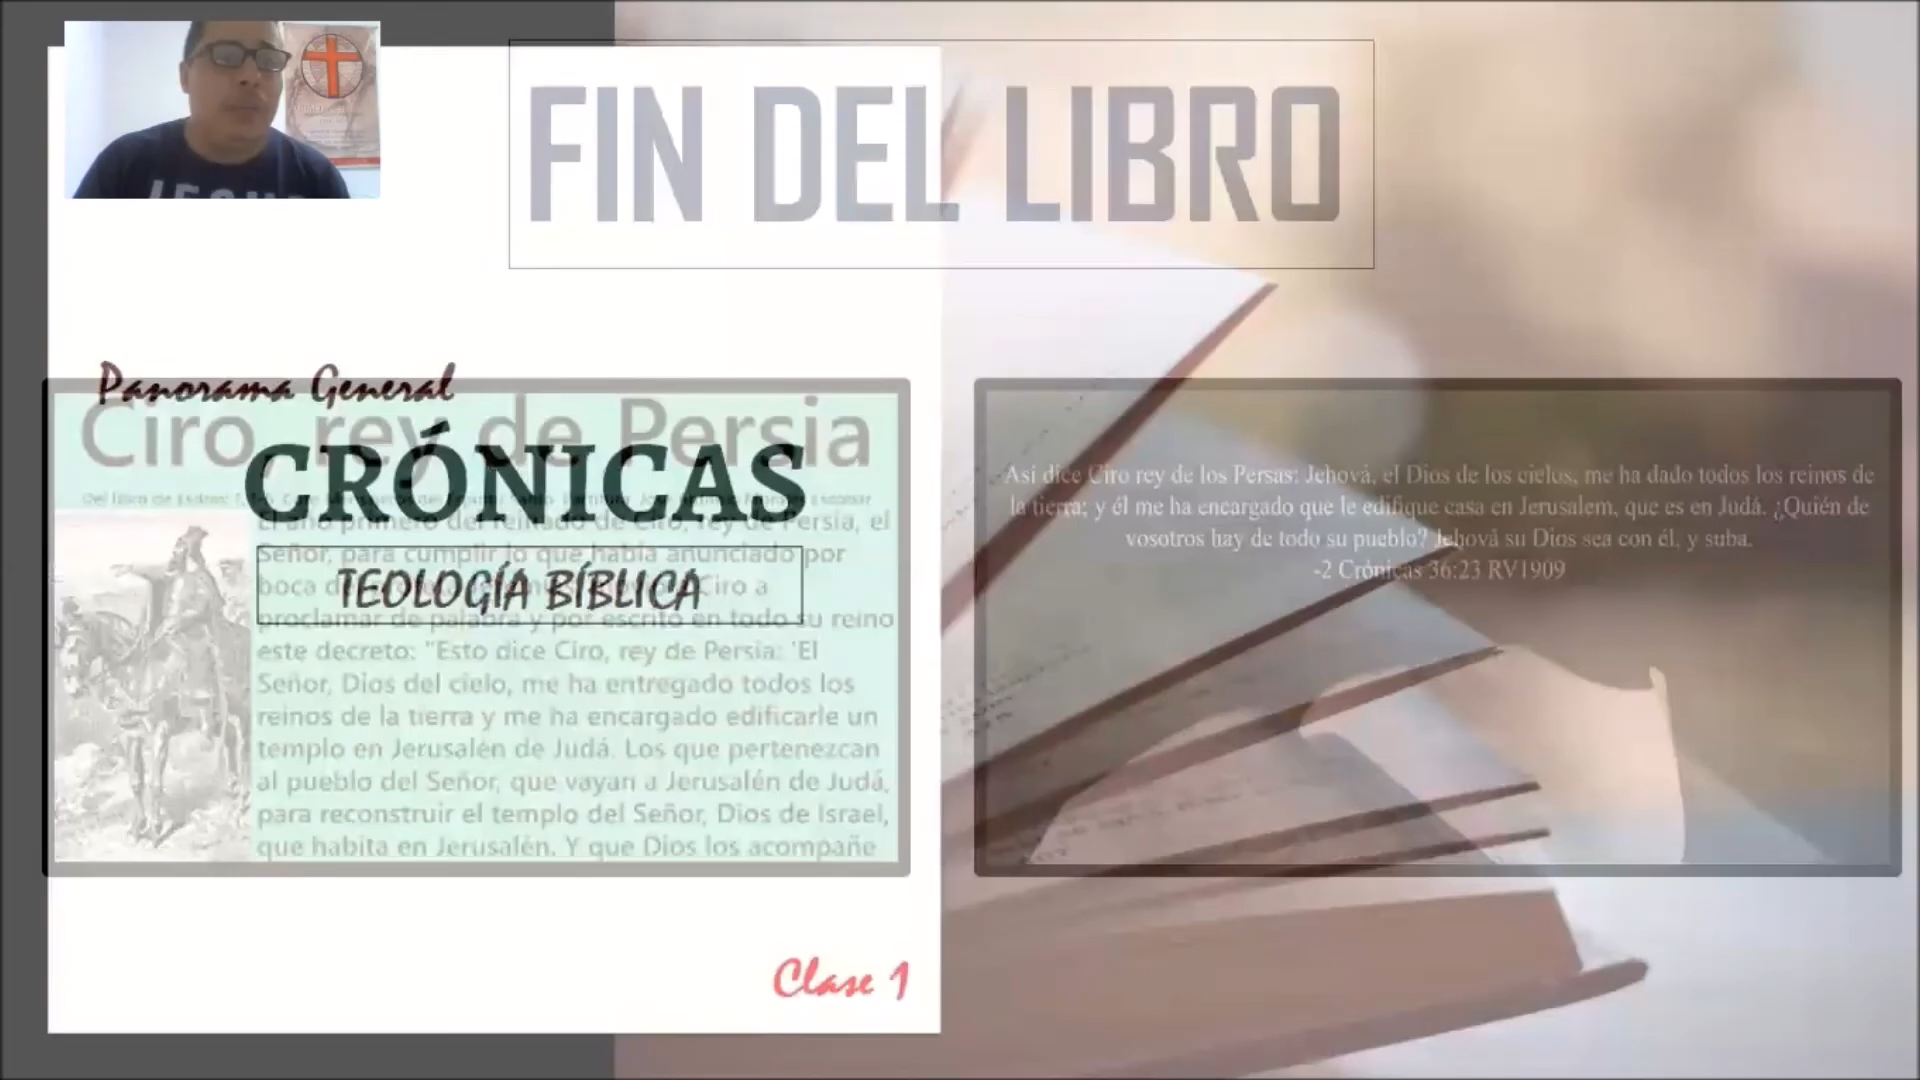 FIN DEL LIBRO
Panorama General
CRÓNICAS
TEOLOGÍA BÍBLICA
Clase 1
Ciro, rey de Persia
El año primero del reinado de Ciro, rey de Persia, el
Señor, para cumplir lo que había anunciado por
boca Ciro a
proclamar de palabra y por escrito en todo su reino
este decreto: "Esto dice Ciro, rey de Persia: 'El
Señor, Dios del cielo, me ha entregado todos los
reinos de la tierra y me ha encargado edificarle un
templo en Jerusalén de Judá. Los que pertenezcan
al pueblo del Señor, que vayan a Jerusalén de Judá,
para reconstruir el templo del Señor, Dios de Israel,
que habita en Jerusalén. Y que Dios los acompañe
Así dice Ciro rey de los Persas: Jehová, el Dios de los cielos, me ha dado todos los reinos de
la tierra; y él me ha encargado que le edifique casa en Jerusalem, que es en Judá. ¿Quién de
vosotros hay de todo su pueblo? Jehová su Dios sea con él, y suba.
-2 Crónicas 36:23 RV1909